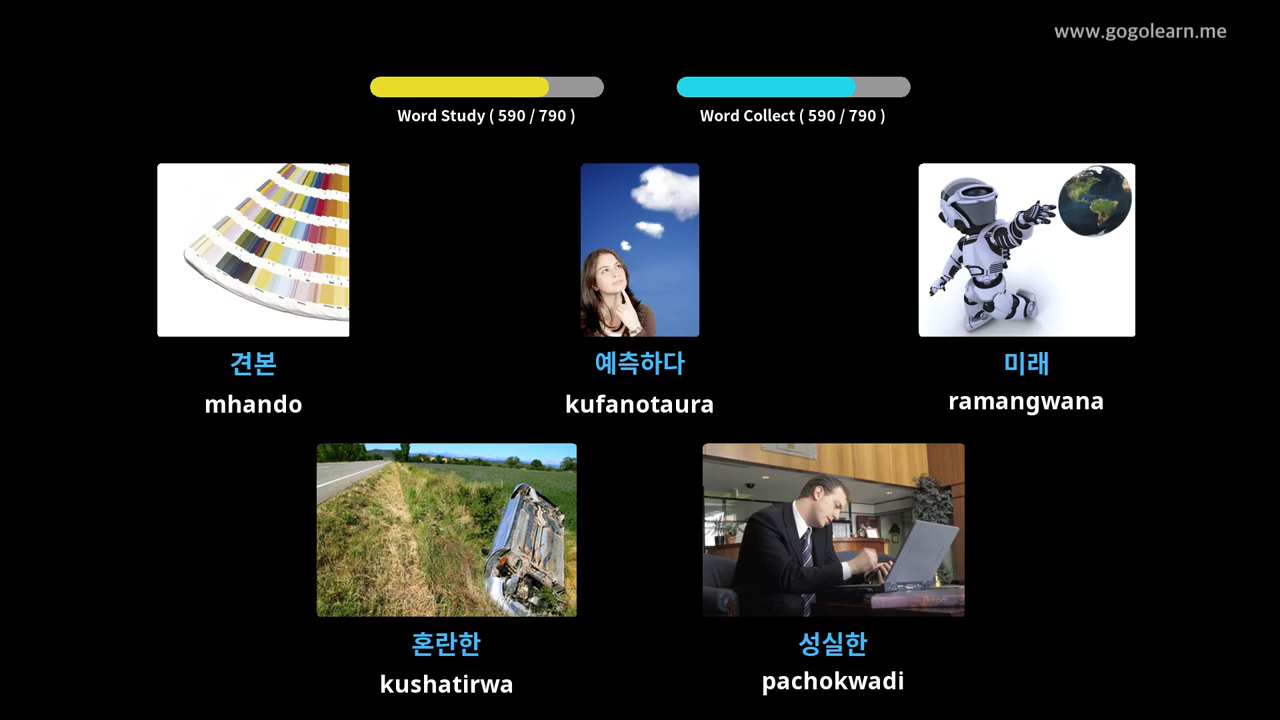 www.gogolearn.me
Word Study ( 590 / 790 )
Word Collect ( 590 / 790 )
견본
mhando
예측하다
kufanotaura
미래
ramangwana
혼란한
kushatirwa
성실한
pachokwadi